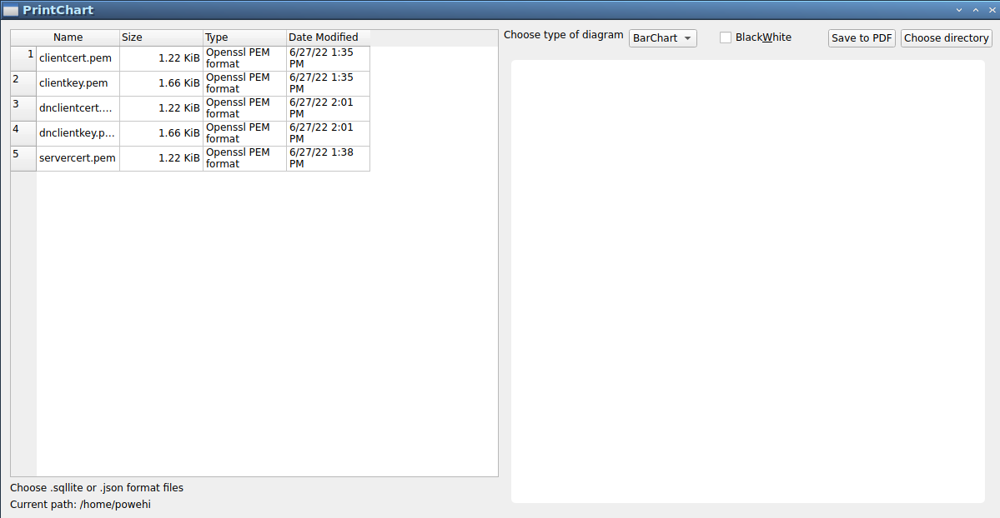 PrintChart
Name Size Type Date Modified
1 clientcert.pem 1.22 KiB Openssl PEM format 6/27/22 1:35 PM
2 clientkey.pem 1.66 KiB Openssl PEM format 6/27/22 1:35 PM
3 dnclientcert.... 1.22 KiB Openssl PEM format 6/27/22 2:01 PM
4 dnclientkey.p... 1.66 KiB Openssl PEM format 6/27/22 2:01 PM
5 servercert.pem 1.22 KiB Openssl PEM format 6/27/22 1:38 PM
Choose .sqllite or .json format files
Current path: /home/powehi
Choose type of diagram BarChart BlackWhite Save to PDF Choose directory